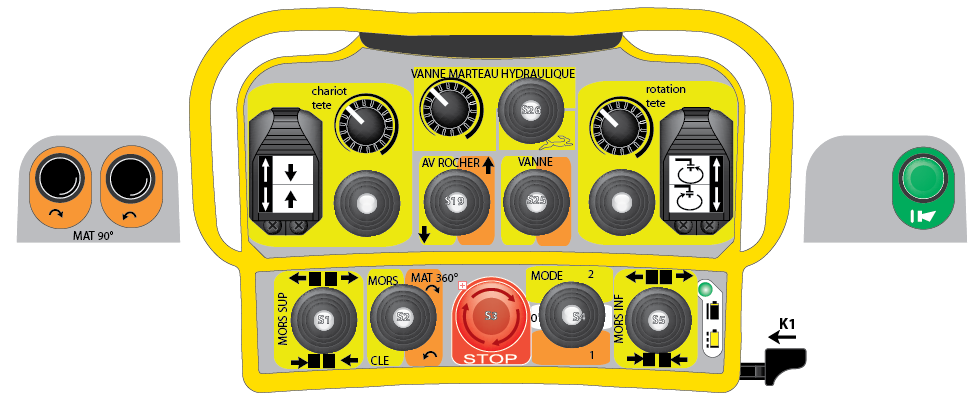 VANNE MARTEAU HYDRAULIQUE
chariot
tete
S26
rotation
tete
AV ROCHER
VANNE
S19
S25
MAT 90°
MORS
MAT 360°
MODE
2
MORS SUP
S1
S2
S3
0
S4
MORS INF
S5
K1
CLE
STOP
1